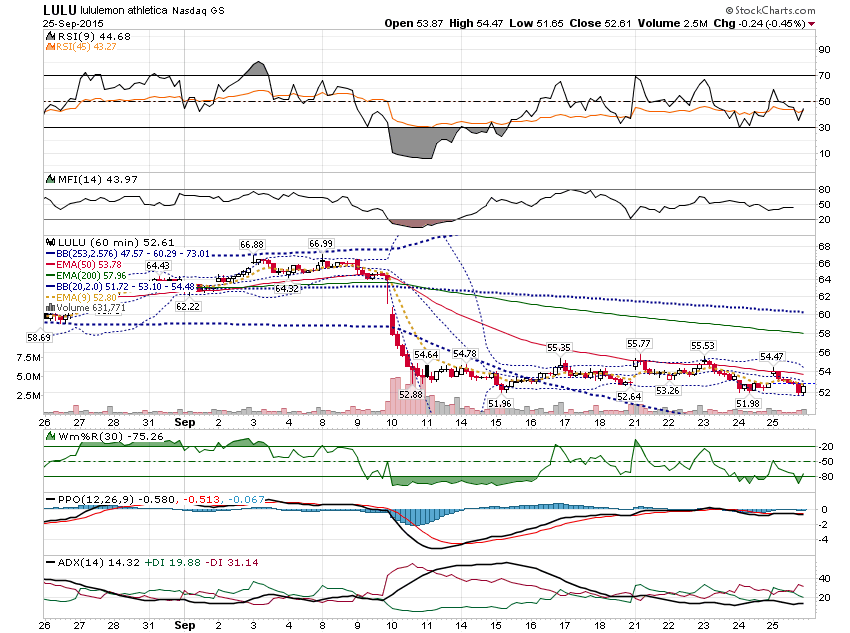 LULU lululemon athletica Nasdaq GS © StockCharts.com
25-Sep-2015 Open 53.87 High 54.47 Low 51.65 Close 52.61 Volume 2.5M Chg -0.24 (-0.45%)
RSI(9) 44.68
RSI(45) 43.27
90
70
50
30
10
MFI(14) 43.97
80
50
20
LULU (60 min) 52.61
BB(253,2.576) 47.57 - 60.29 - 73.01
EMA(50) 53.78
EMA(200) 57.96
BB(20,2.0) 51.72 - 53.10 - 54.48
EMA(9) 52.80
Volume 631,771
66.88
66.99
64.43
64.32
62.22
58.69
54.64
54.78
52.88
51.96
55.35
52.64
55.77
53.26
55.53
51.98
54.47
68
66
64
62
60
58
56
54
52
7.5M
5.0M
2.5M
26 27 28 31 Sep 2 3 4 8 9 10 11 14 15 16 17 18 21 22 23 24 25
Wm%R(30) -75.26
-20
-50
-80
PPO(12,26,9) -0.580, -0.513, -0.067
0
-2
-4
ADX(14) 14.32 +DI 19.88 -DI 31.14
40
20
26 27 28 31 Sep 2 3 4 8 9 10 11 14 15 16 17 18 21 22 23 24 25